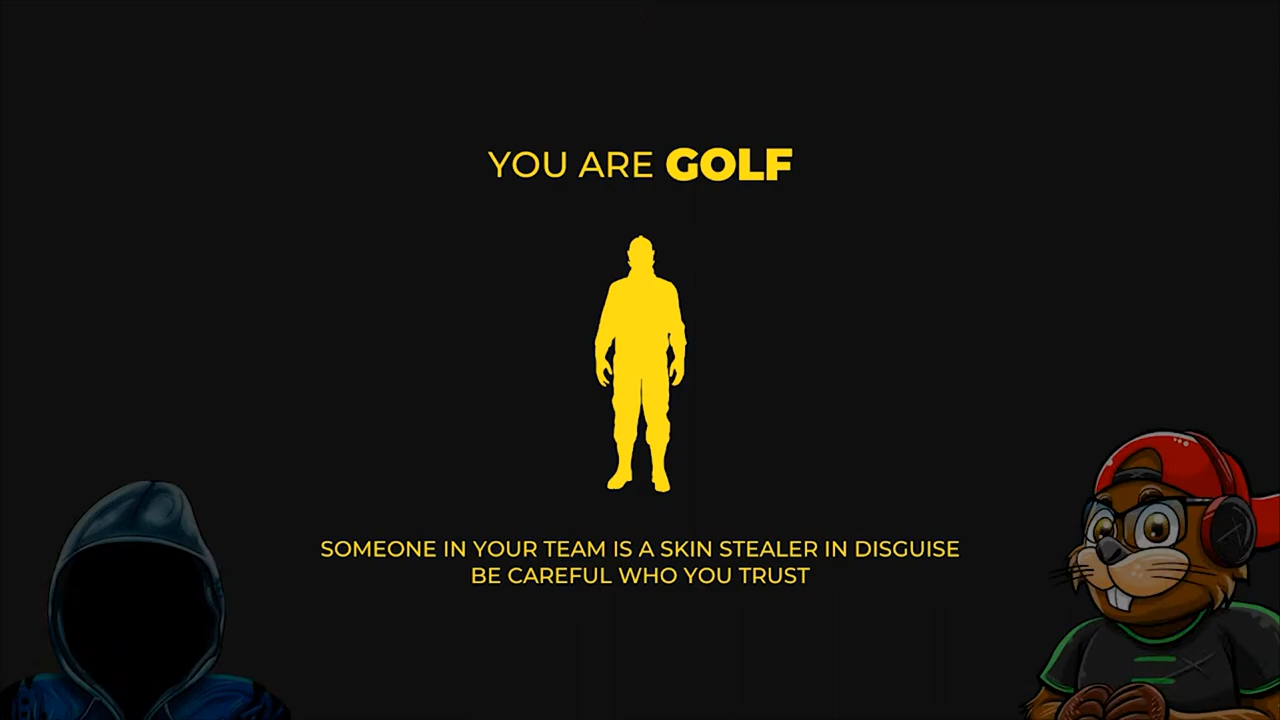 YOU ARE GOLF
SOMEONE IN YOUR TEAM IS A SKIN STEALER IN DISGUISE
BE CAREFUL WHO YOU TRUST